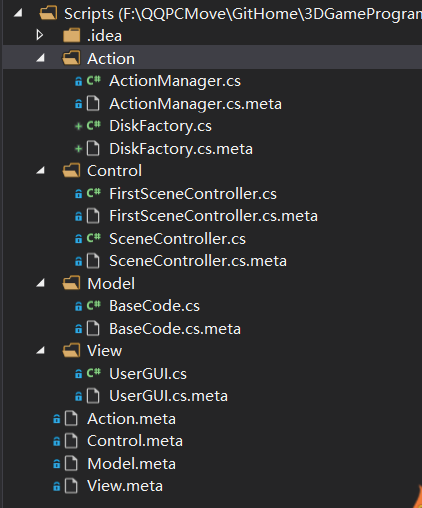 Scripts (F:\QQPCMove\GitHome\3DGameProgram
.idea
Action
C# ActionManager.cs
ActionManager.cs.meta
C# DiskFactory.cs
DiskFactory.cs.meta
Control
C# FirstSceneController.cs
FirstSceneController.cs.meta
C# SceneController.cs
SceneController.cs.meta
Model
C# BaseCode.cs
BaseCode.cs.meta
View
C# UserGUI.cs
UserGUI.cs.meta
Action.meta
Control.meta
Model.meta
View.meta